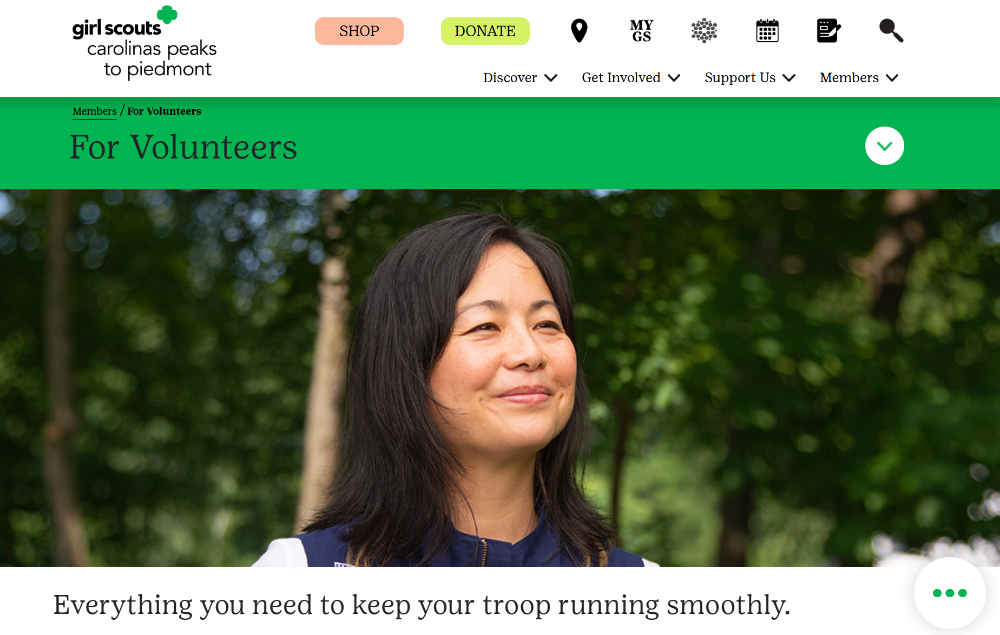 girl scouts
carolinas peaks
to piedmont
SHOP
DONATE
MY
GS
Discover
Get Involved
Support Us
Members
Members / For Volunteers
For Volunteers
Everything you need to keep your troop running smoothly.